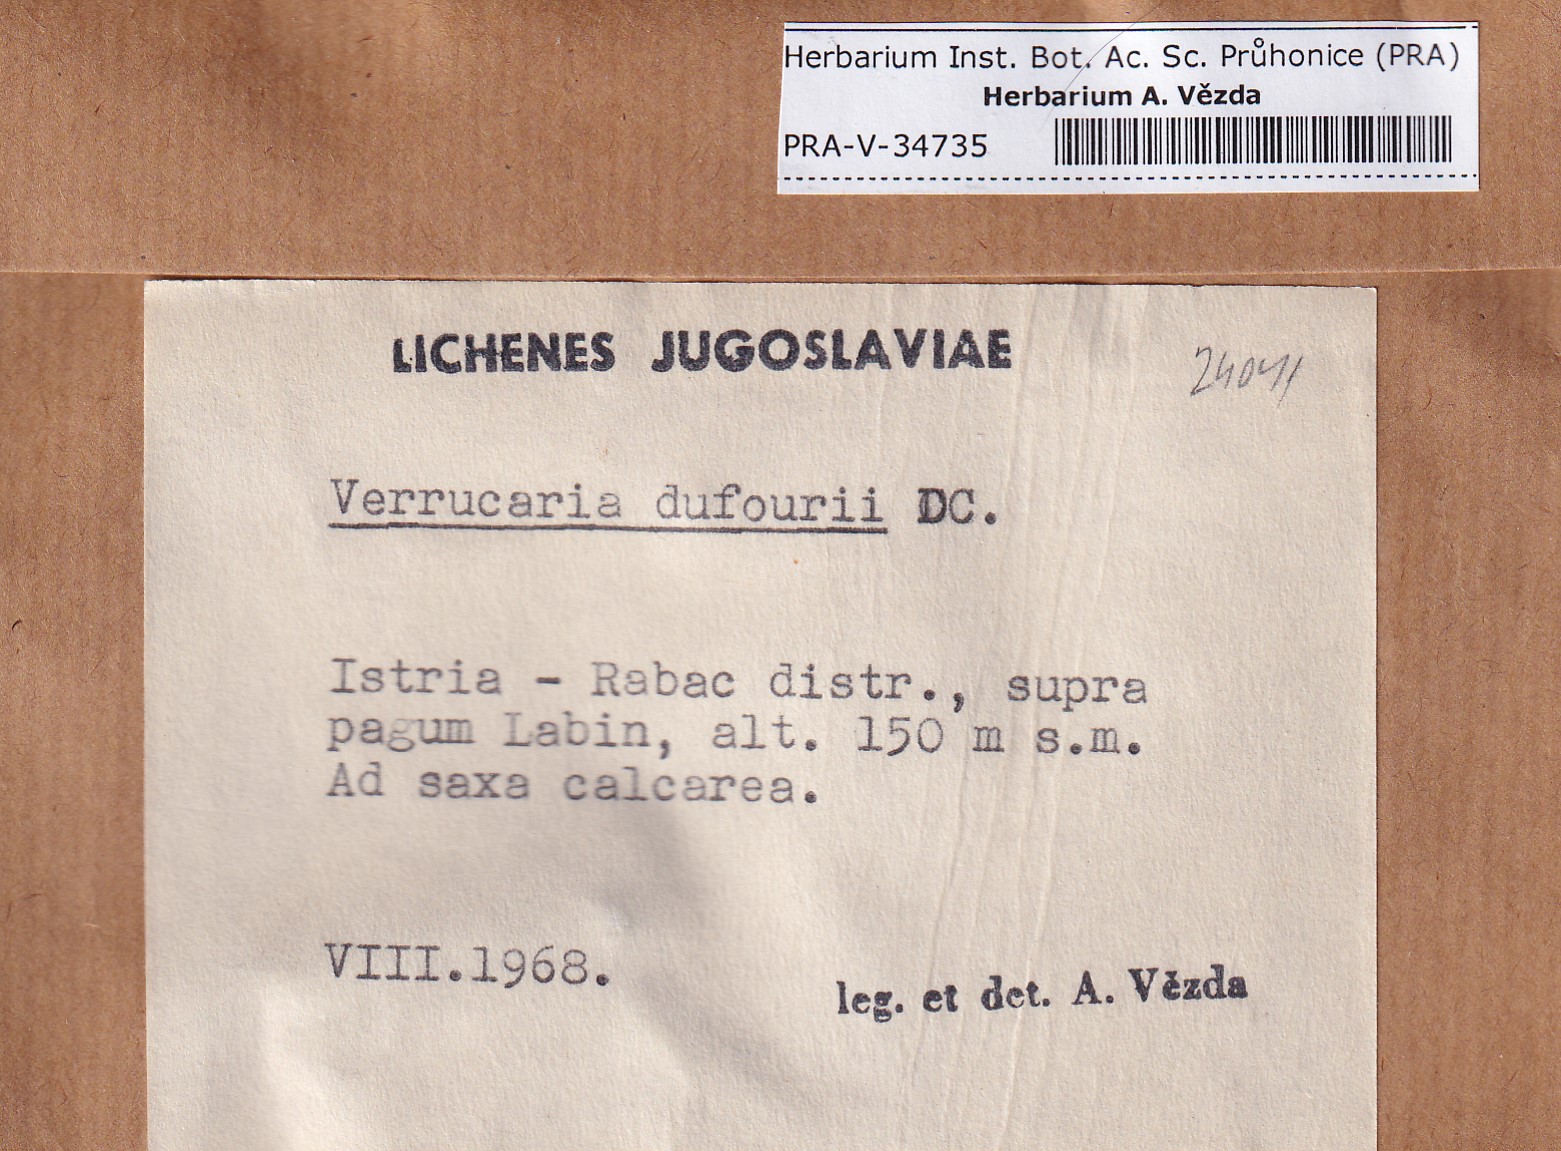 Herbarium Inst. Bot. Ac. Sc. Průhonice (PRA)
Herbarium A. Vězda
PRA-V-34735
LICHENES JUGOSLAVIAE
Verrucaria dufourii DC.
Istria - Rabac distr., supra
pagum Labin, alt. 150 m s.m.
Ad saxa calcarea.
VIII.1968.
leg. et det. A. Vězda